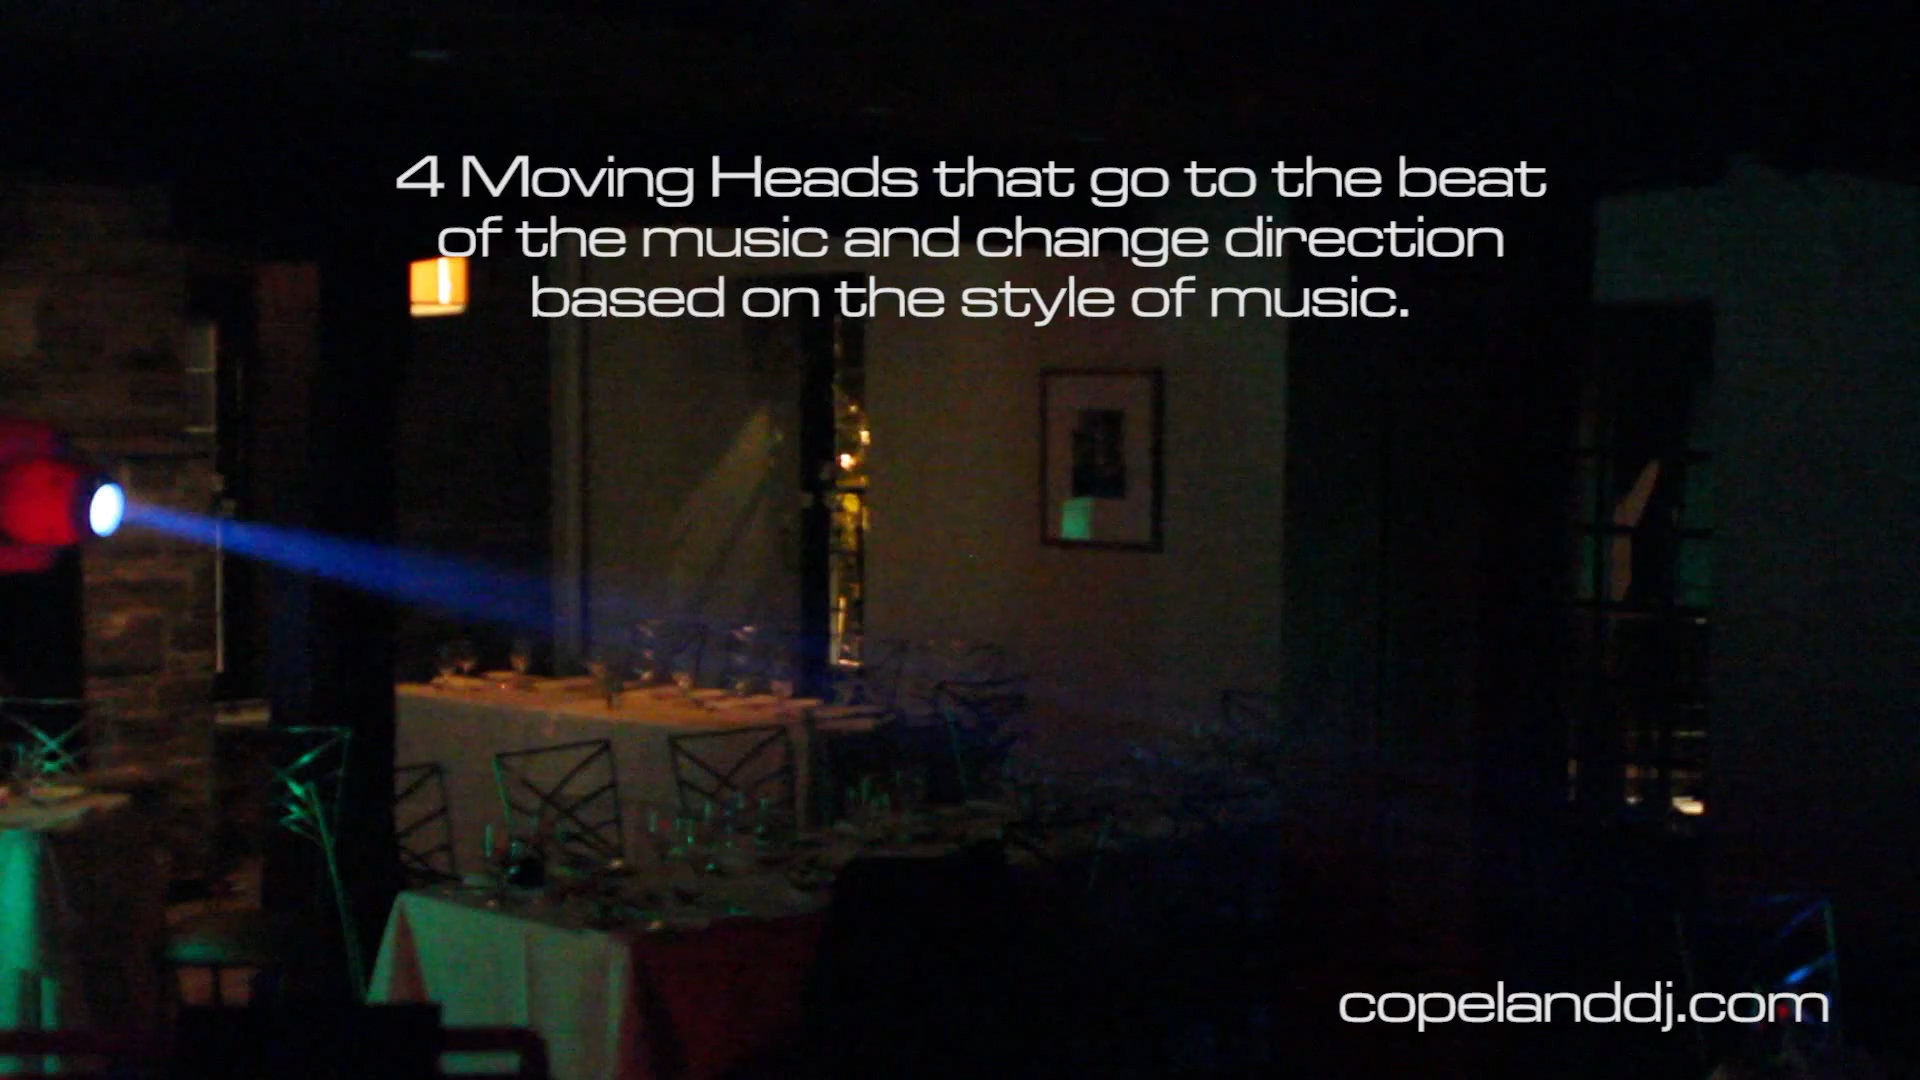 4 Moving Heads that go to the beat
of the music and change direction
based on the style of music.
copelanddj.com